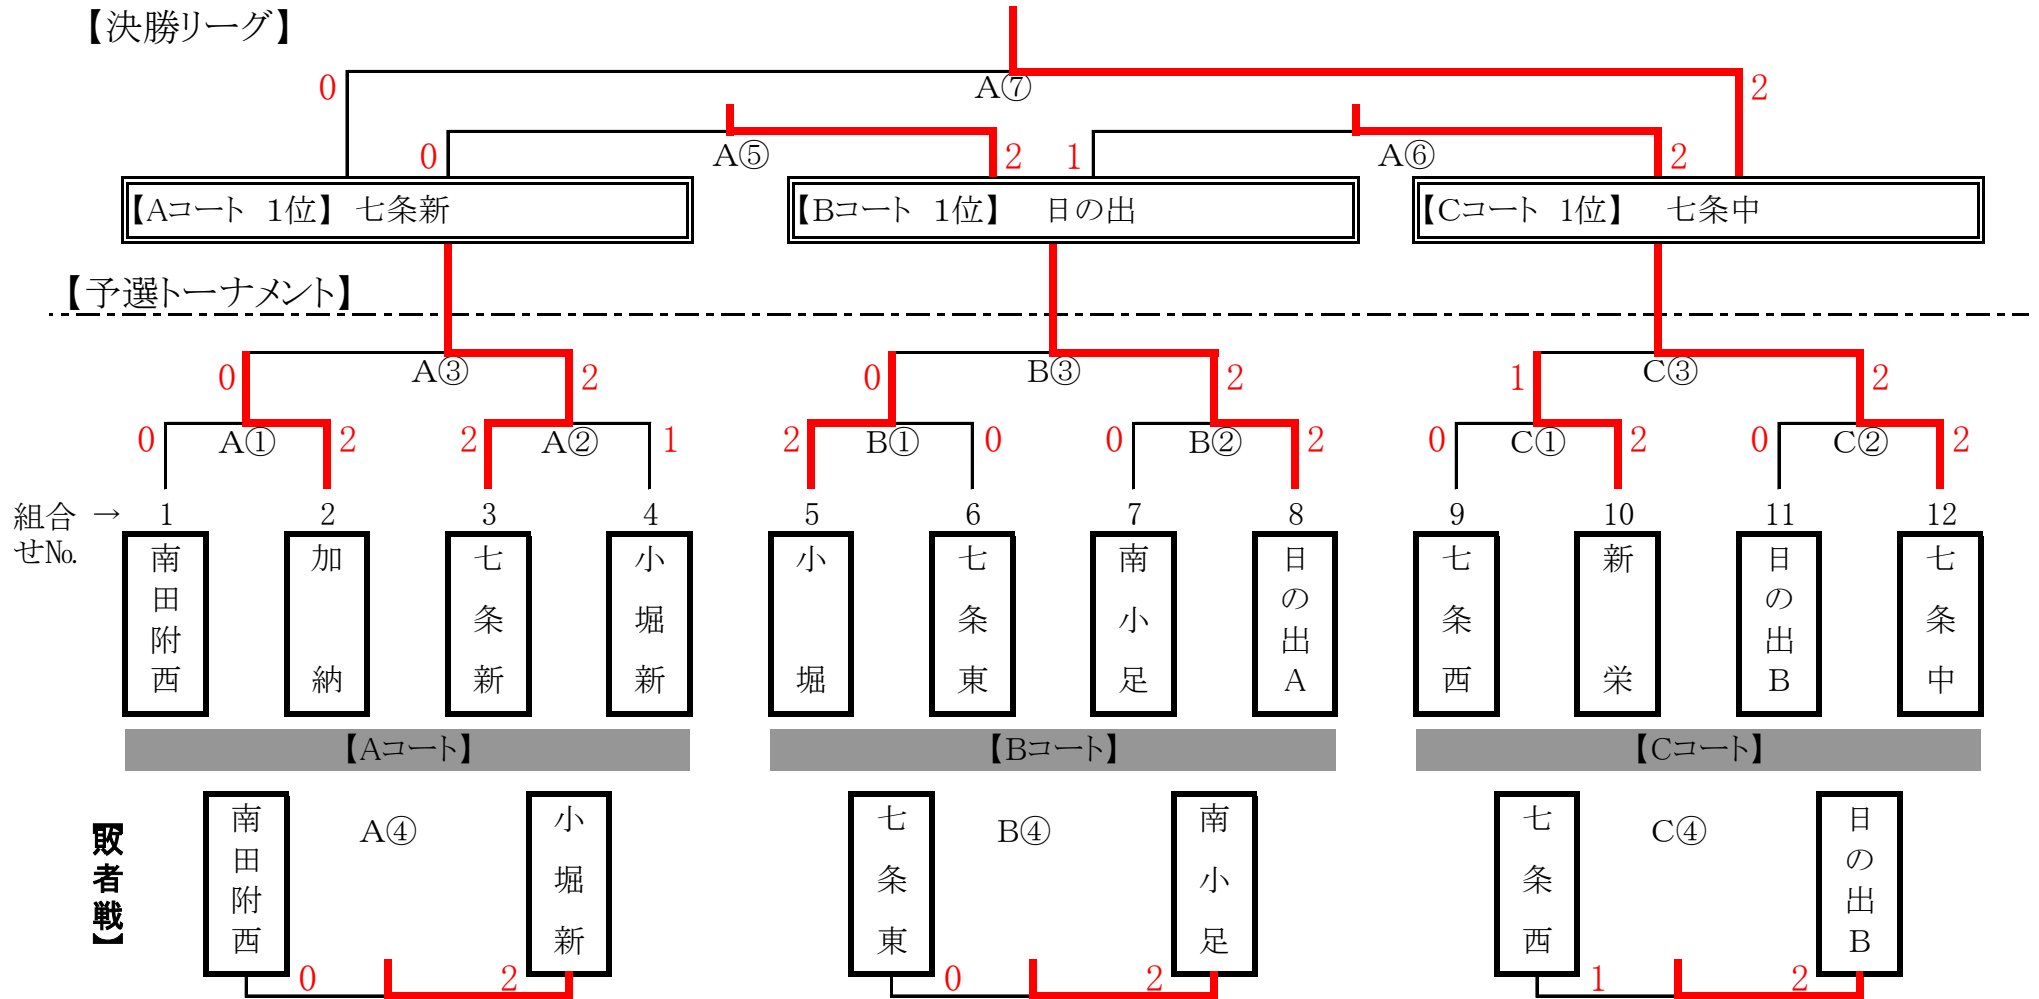 【決勝リーグ】
0 A⑦ 2
0 A⑤ 2 1 A⑥ 2
【Aコート 1位】 七条新 【Bコート 1位】 日の出 【Cコート 1位】 七条中
【予選トーナメント】
0 A③ 2 0 B③ 2 1 C③ 2
0 A① 2 2 A② 1 2 B① 0 0 B② 2 0 C① 2 0 C② 2
組合せNo. → 1 2 3 4 5 6 7 8 9 10 11 12
南田附西
加納
七条新
小堀新
小堀
七条東
南小足
日の出A
七条西
新栄
日の出B
七条中
【Aコート】 【Bコート】 【Cコート】
【敗者戦】
南田附西 A④ 小堀新 七条東 B④ 南小足 七条西 C④ 日の出B
0 2 0 2 1 2